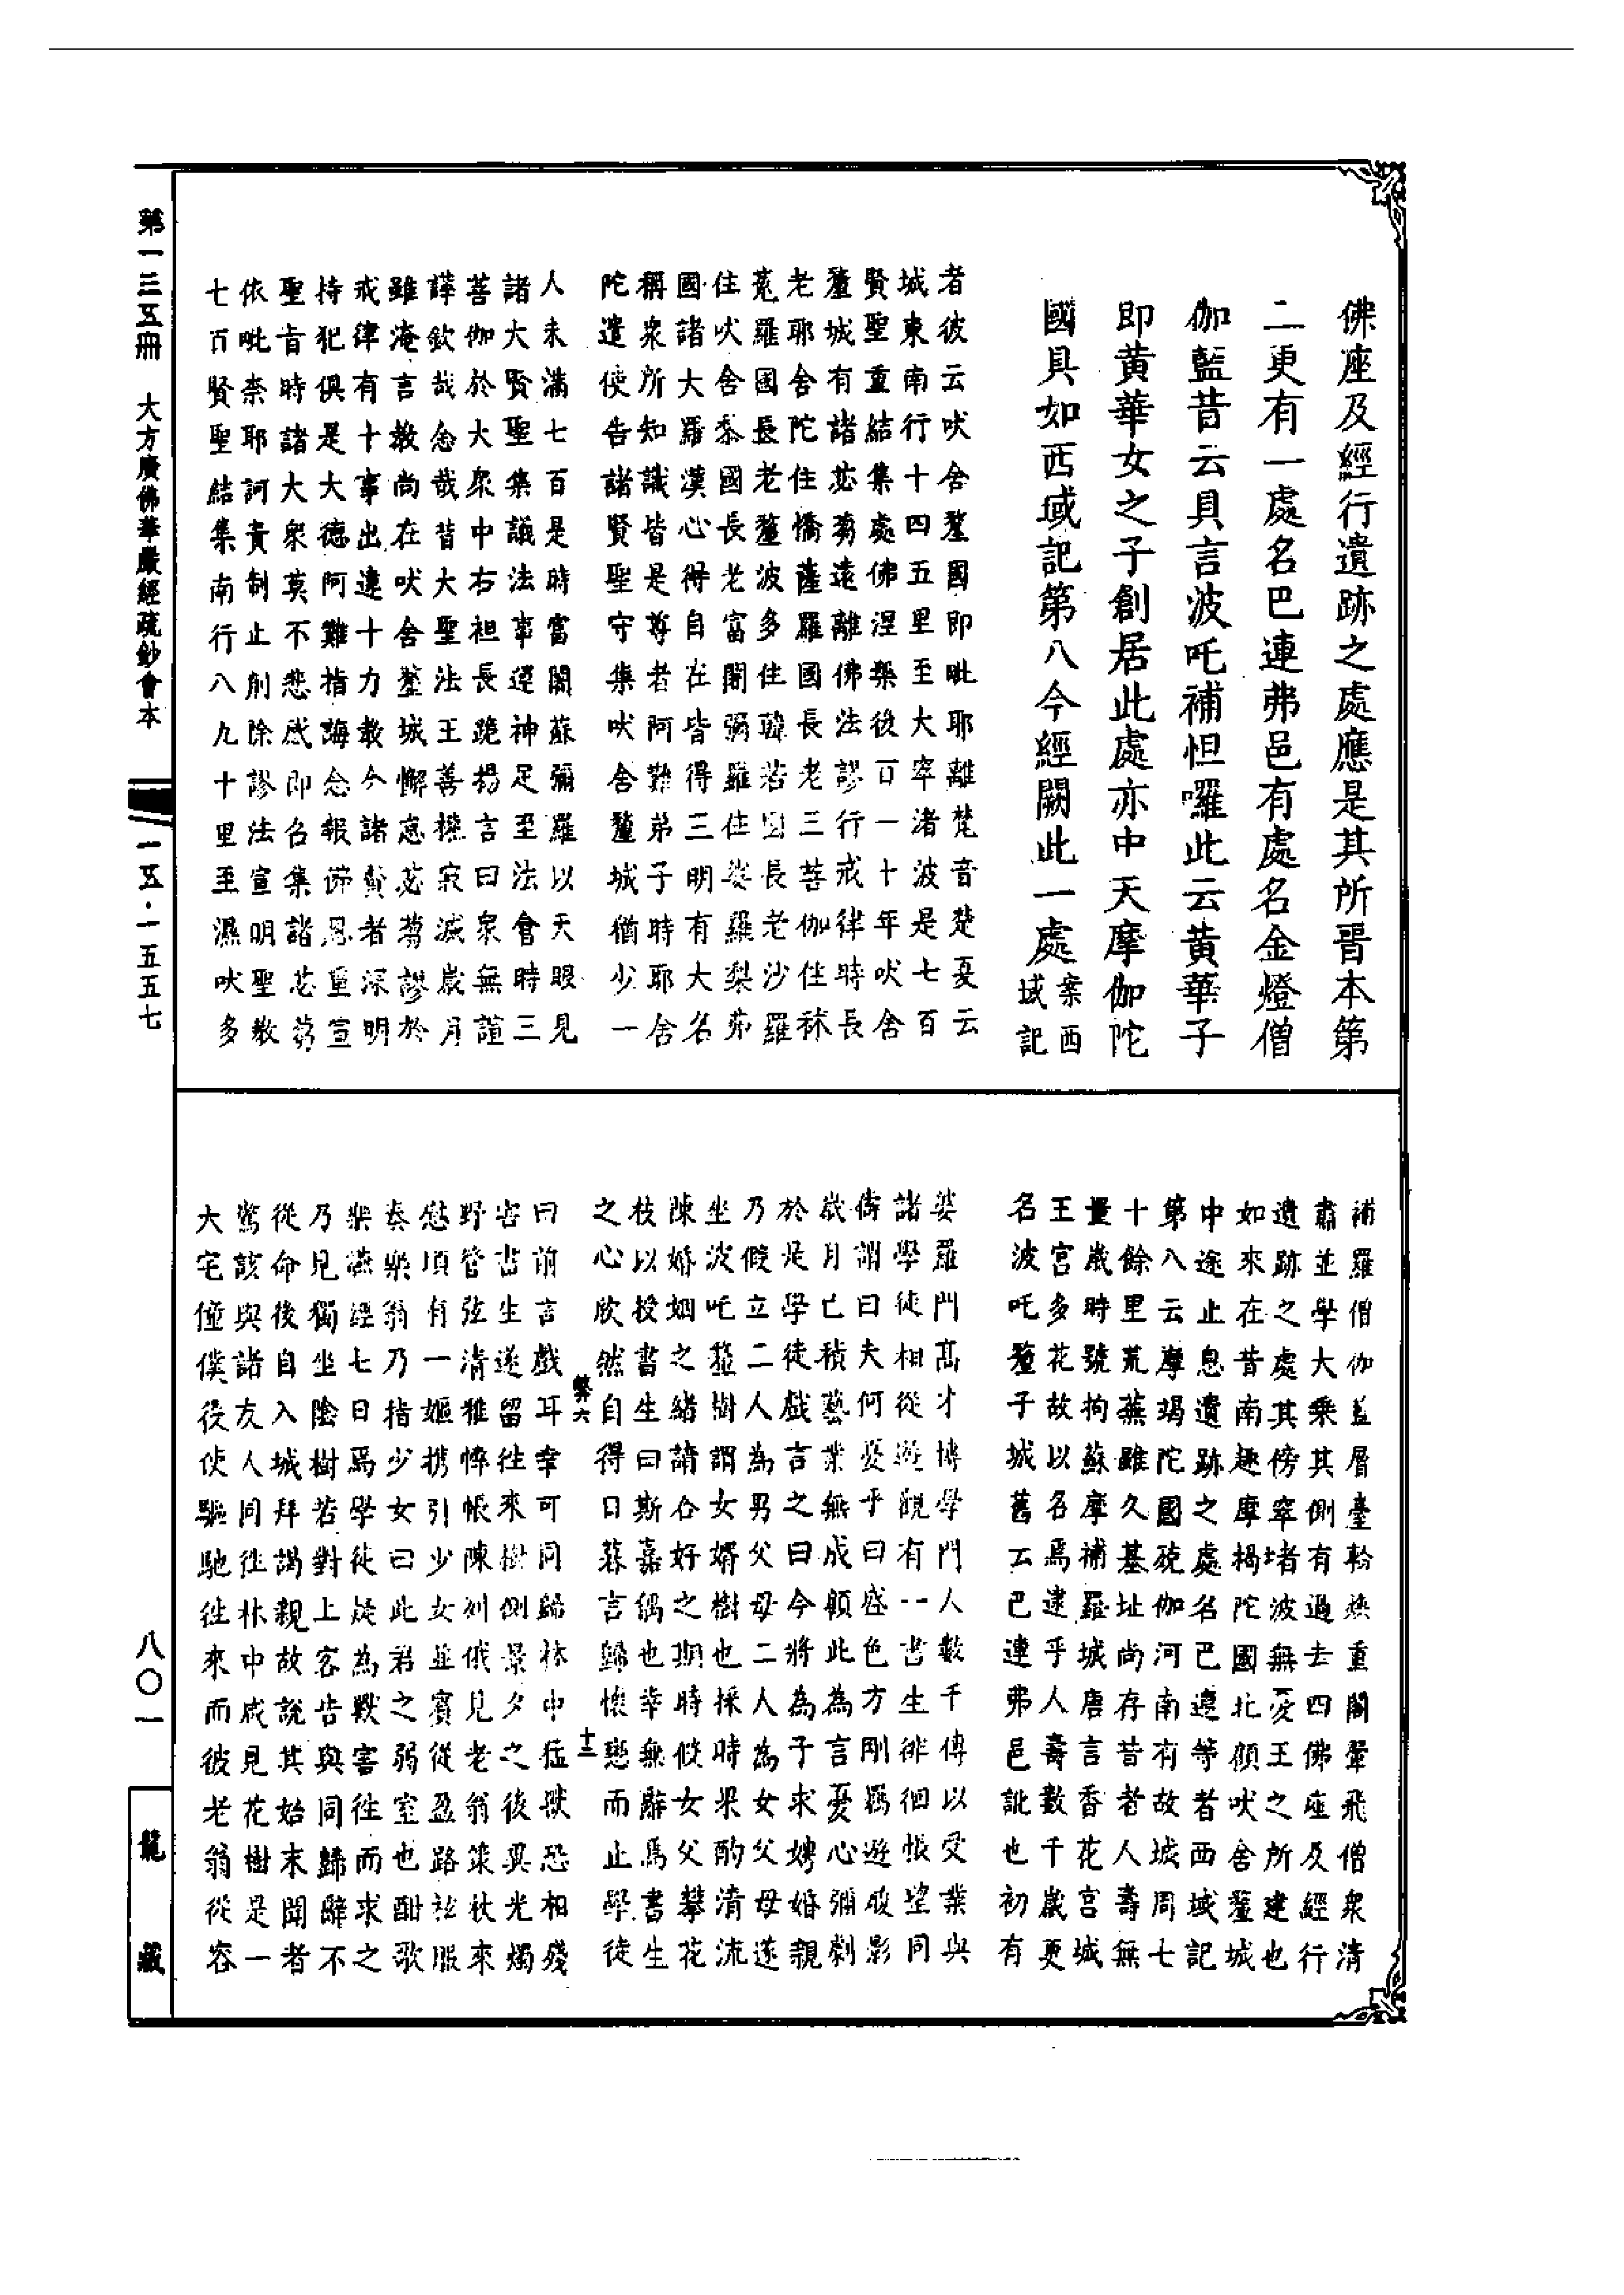 佛座及經行遺跡之處應是其所晉本第
二更有一處名巴連弗邑有處名金燈僧
伽藍昔云具言波吒補怛囉此云黃華子
即黃華女之子創居此處亦中天摩伽陀
國具如西域記第八今經闕此一處案西
域記
者彼云吠舍釐國即毗耶離梵音楚夏云
城東南行十四五里至大窣渚波是七百
賢聖重結集處佛涅槃後百一十年吠舍
釐城有諸苾芻遠離佛法謬行戒律時長
老耶舍陀住憍薩羅國長老三菩伽住秣
菟羅國長老釐波多住韓若國長老沙羅
住吠舍黍國長老富闍彌羅住娑羅梨弗
國諸大羅漢心得自在皆得三明有大名
稱衆所知識皆是尊者阿難弟子時耶舍
陀遣使告諸賢聖守集吠舍釐城猶少一
人未滿七百是時富闍蘇彌羅以天眼見
諸大賢聖集議法事運神足至法會時三
菩伽於大衆中右袒長跪揚言曰衆無諠
譁欽哉念哉昔大聖法王善權寂滅歲月
雖淹言教尚在吠舍釐城懈怠苾芻謬於
戒律有十事出違十力教今諸賢者深明
持犯俱是大德阿難指誨念報佛恩重宣
聖旨時諸大衆莫不悲感即名集諸苾芻
依毗奈耶訶責制止削除謬法宣明聖教
七百賢聖結集南行八九十里至濕吠多
補羅僧伽藍層臺輪煥重閣翬飛僧衆清
肅並學大乘其側有過去四佛座及經行
遺跡之處其傍窣堵波無憂王之所建也
如來在昔南趣摩揭陀國北顧吠舍釐城
中途止息遺跡之處名巴連等者西域記
第八云摩竭陀國殑伽河南有故城周七
十餘里荒蕪雖久基址尚存昔者人壽無
量歲時號拘蘇摩補羅城唐言香花宮城
王宮多花故以名焉逮乎人壽數千歲更
名波吒釐子城舊云巴連弗邑訛也初有
婆羅門高才博學門人數千傳以受業與
諸學徒相從遊觀有一書生徘徊悵望同
儔謂曰夫何憂乎曰盛色方剛羇遊履影
歲月已積藝業無成顧此為言憂心彌劇
於是學徒戲言之曰今將為子求娉婚親
乃假立二人為男父母二人為女父母遂
坐波吒釐樹謂女婿樹也採時果酌清流
陳婚姻之緒請合好之期時假女父攀花
枝以授書生曰斯嘉偶也幸無辭焉書生
之心欣然自得日暮言歸懷戀而止學徒
繁六 十三
曰前言戲耳幸可同歸林中猛獸恐相殘
害書生遂留往來樹側景夕之後異光燭
野管弦清雅帷帳陳列俄見老翁策杖來
慰頃有一嫗攜引少女並賓從盈路袨服
奏樂翁乃指少女曰此君之弱室也酣歌
樂讌經七日焉學徒疑為獸害往而求之
乃見獨坐陰樹若對上客告與同歸辭不
從命後自入城拜謁親故說其始末聞者
驚該與諸友人同往林中咸見花樹是一
大宅僮僕役使驅馳往來而彼老翁從容
第一三五冊 大方廣佛華嚴經疏鈔會本
一五·一五五七
八〇一
龍藏